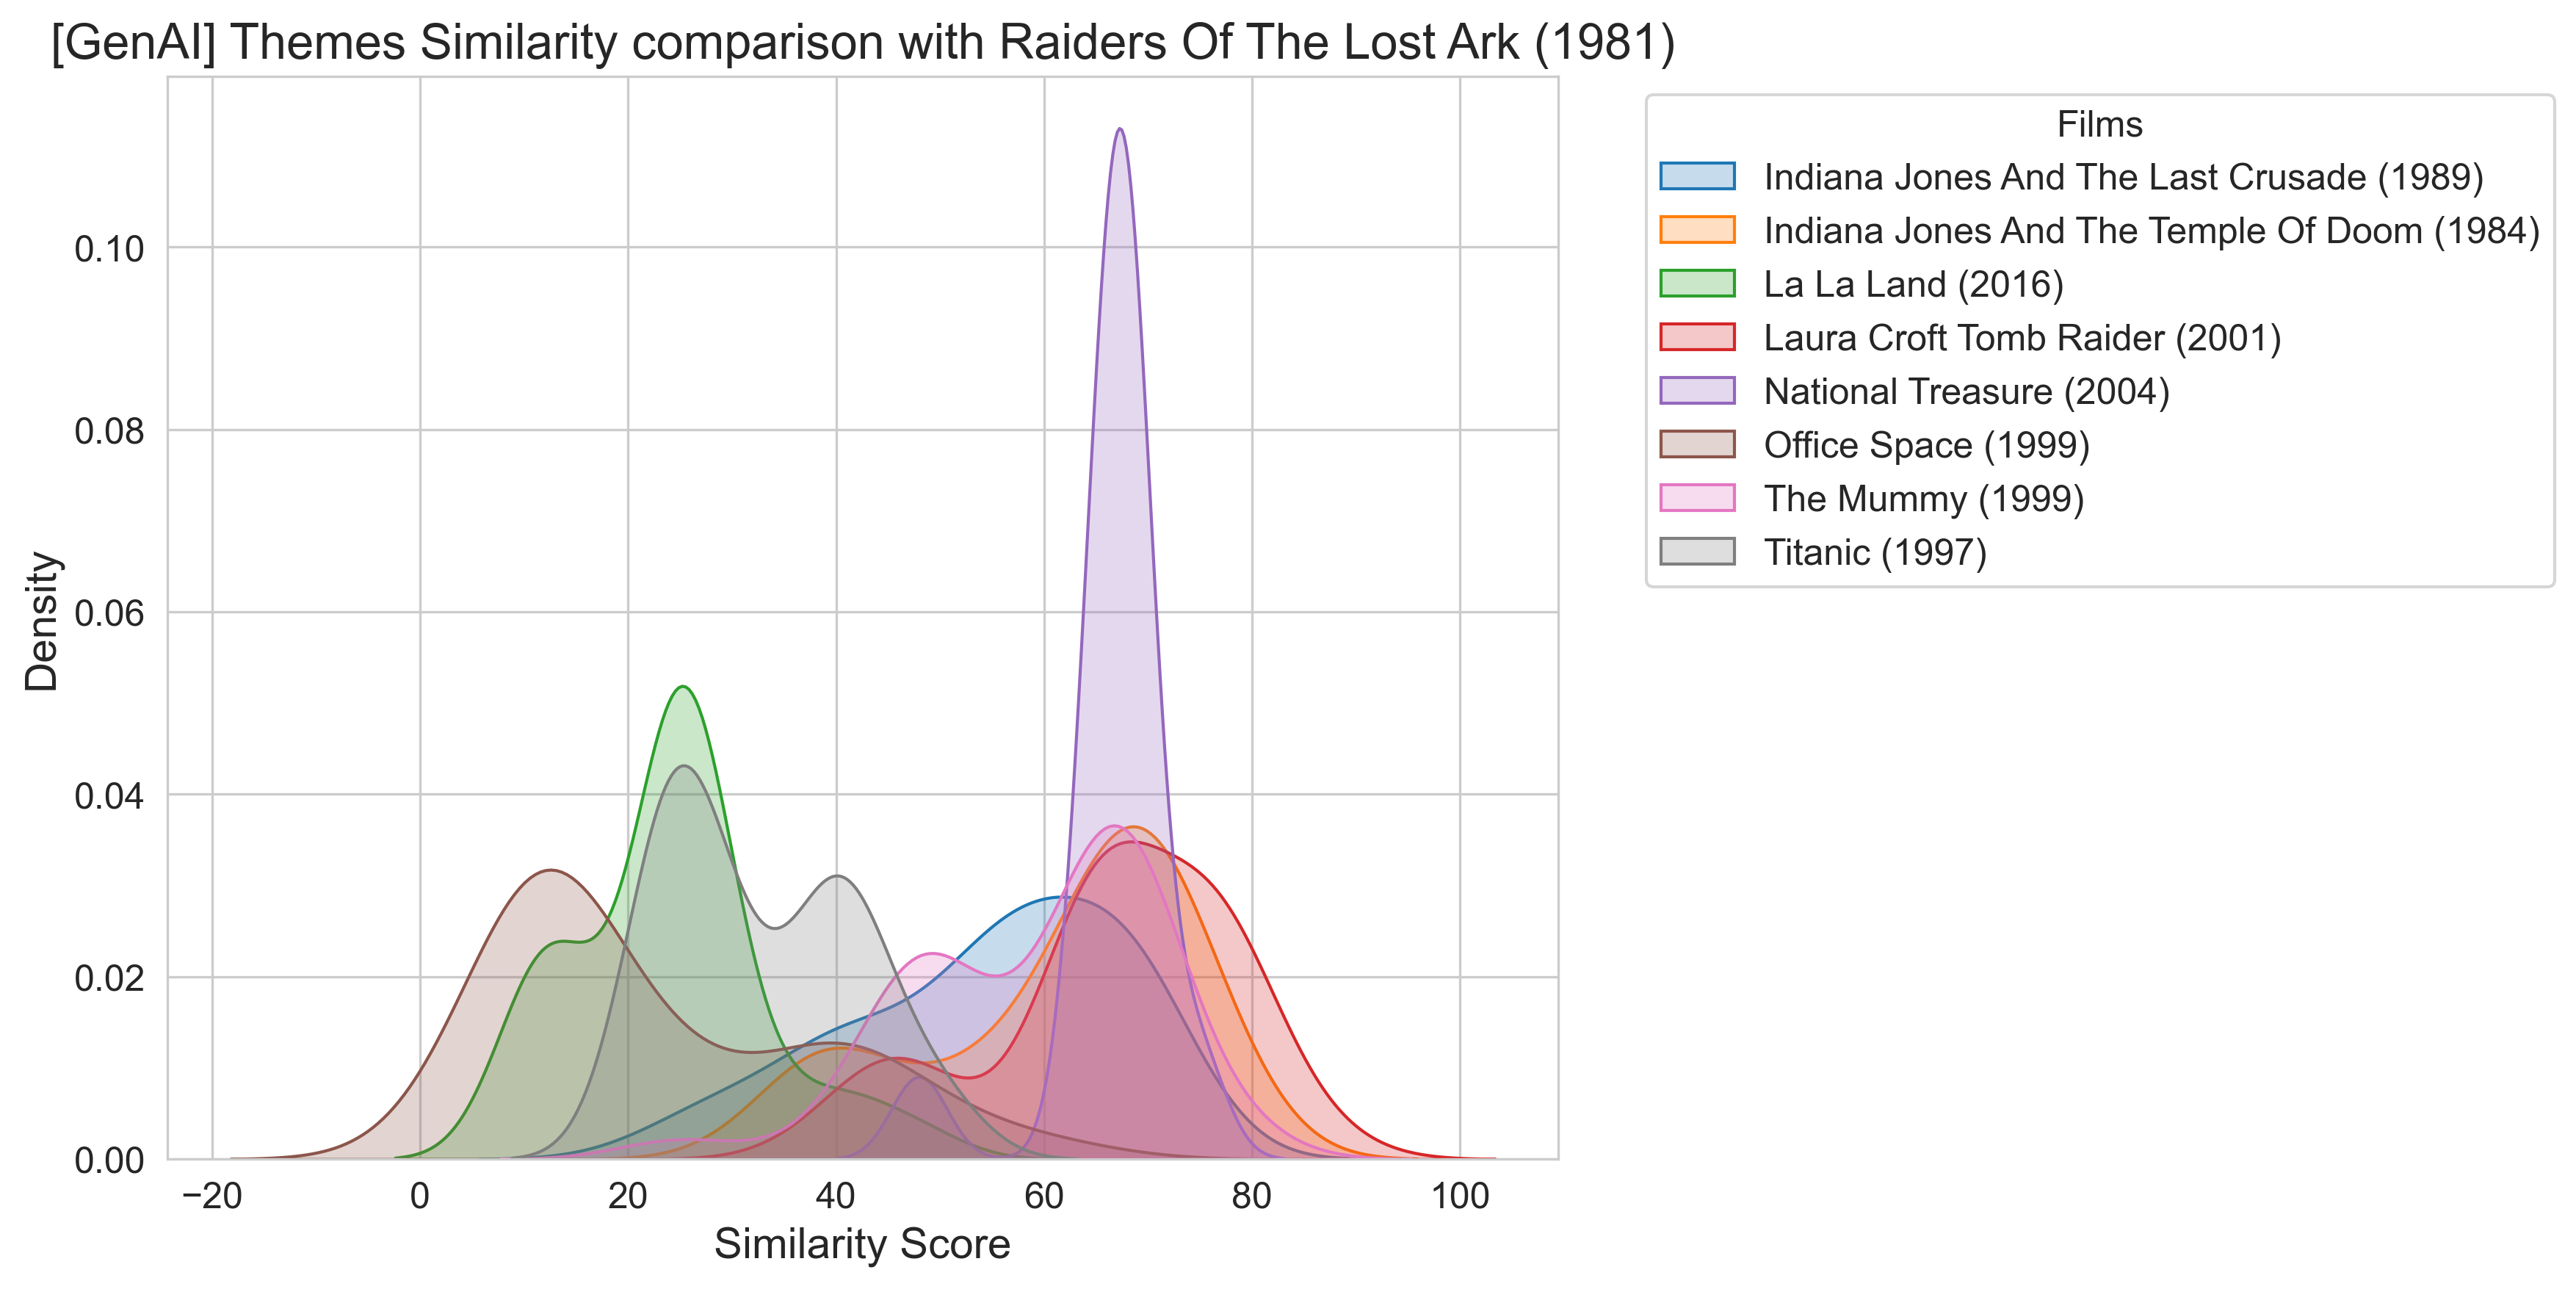 [GenAI] Themes Similarity comparison with Raiders Of The Lost Ark (1981)
Films
Indiana Jones And The Last Crusade (1989)
Indiana Jones And The Temple Of Doom (1984)
La La Land (2016)
Laura Croft Tomb Raider (2001)
National Treasure (2004)
Office Space (1999)
The Mummy (1999)
Titanic (1997)
Density
0.10
0.08
0.06
0.04
0.02
0.00
−20 0 20 40 60 80 100
Similarity Score